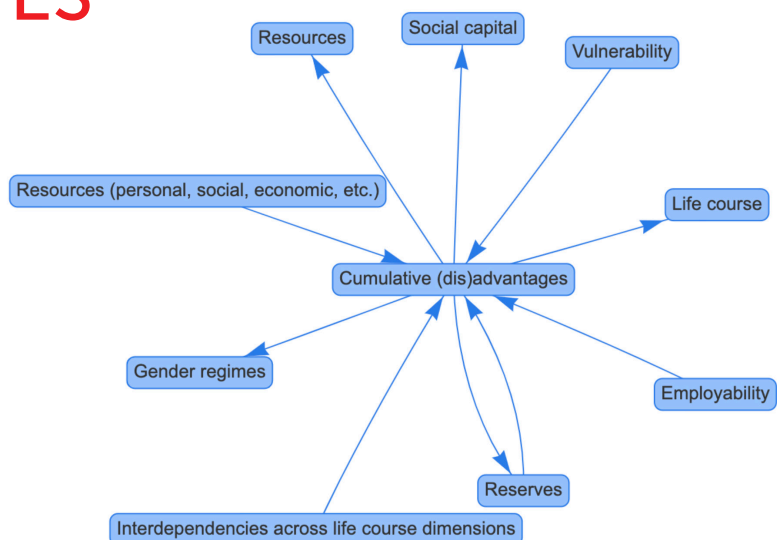 ES
Resources
Social capital
Vulnerability
Resources (personal, social, economic, etc.)
Life course
Cumulative (dis)advantages
Gender regimes
Employability
Reserves
Interdependencies across life course dimensions